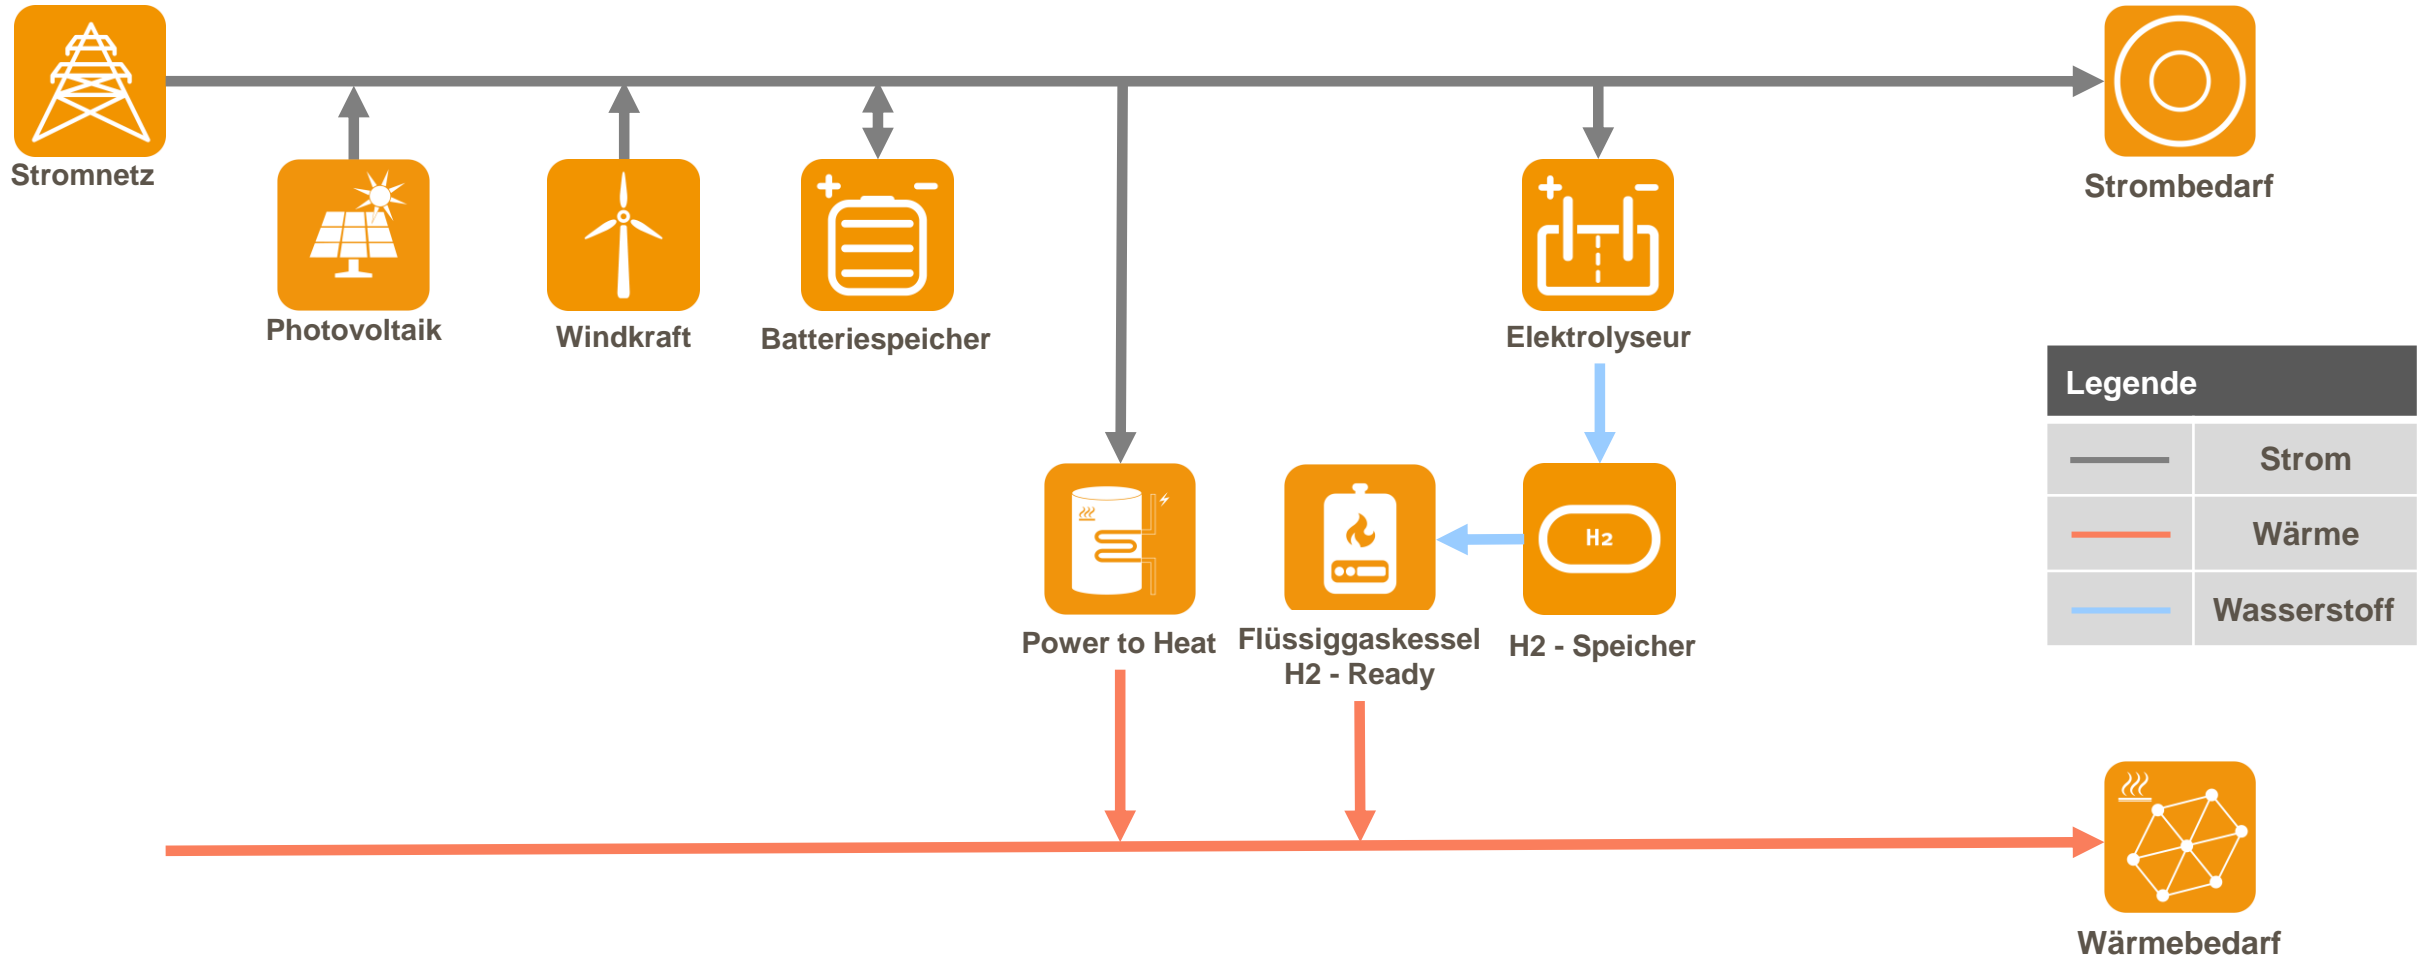 Stromnetz
Strombedarf
Photovoltaik
Windkraft
Batteriespeicher
Elektrolyseur
Legende
Strom
Wärme
Wasserstoff
H2
Power to Heat
Flüssiggaskessel
H2 - Ready
H2 - Speicher
Wärmebedarf